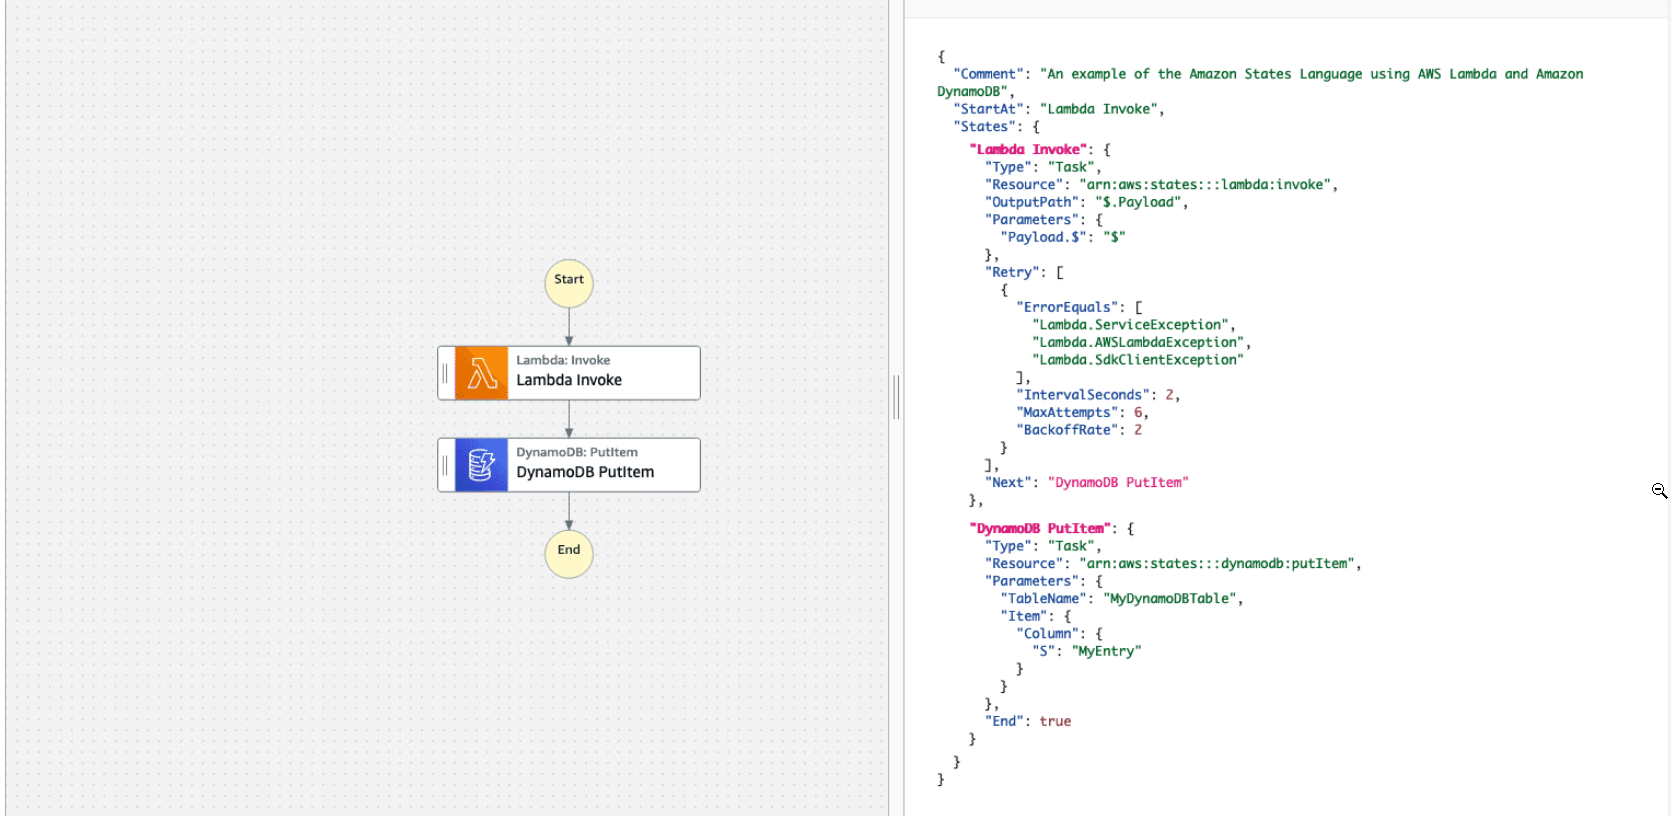 Start
Lambda: Invoke
Lambda Invoke
DynamoDB: PutItem
DynamoDB PutItem
End
{
"Comment": "An example of the Amazon States Language using AWS Lambda and Amazon
DynamoDB",
"StartAt": "Lambda Invoke",
"States": {
"Lambda Invoke": {
"Type": "Task",
"Resource": "arn:aws:states:::lambda:invoke",
"OutputPath": "$.Payload",
"Parameters": {
"Payload.$": "$"
},
"Retry": [
{
"ErrorEquals": [
"Lambda.ServiceException",
"Lambda.AWSLambdaException",
"Lambda.SdkClientException"
],
"IntervalSeconds": 2,
"MaxAttempts": 6,
"BackoffRate": 2
}
],
"Next": "DynamoDB PutItem"
},
"DynamoDB PutItem": {
"Type": "Task",
"Resource": "arn:aws:states:::dynamodb:putItem",
"Parameters": {
"TableName": "MyDynamoDBTable",
"Item": {
"Column": {
"S": "MyEntry"
}
}
},
"End": true
}
}
}